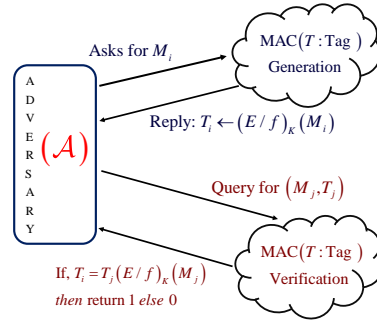 Asks for M_i
MAC(T : Tag)
Generation
A
D
V
E
R
S
A
R
Y
(𝒜)
Reply: T_i ← (E / f)_K (M_i)
Query for (M_j, T_j)
MAC(T : Tag)
Verification
If, T_i = T_j (E / f)_K (M_j)
then return 1 else 0